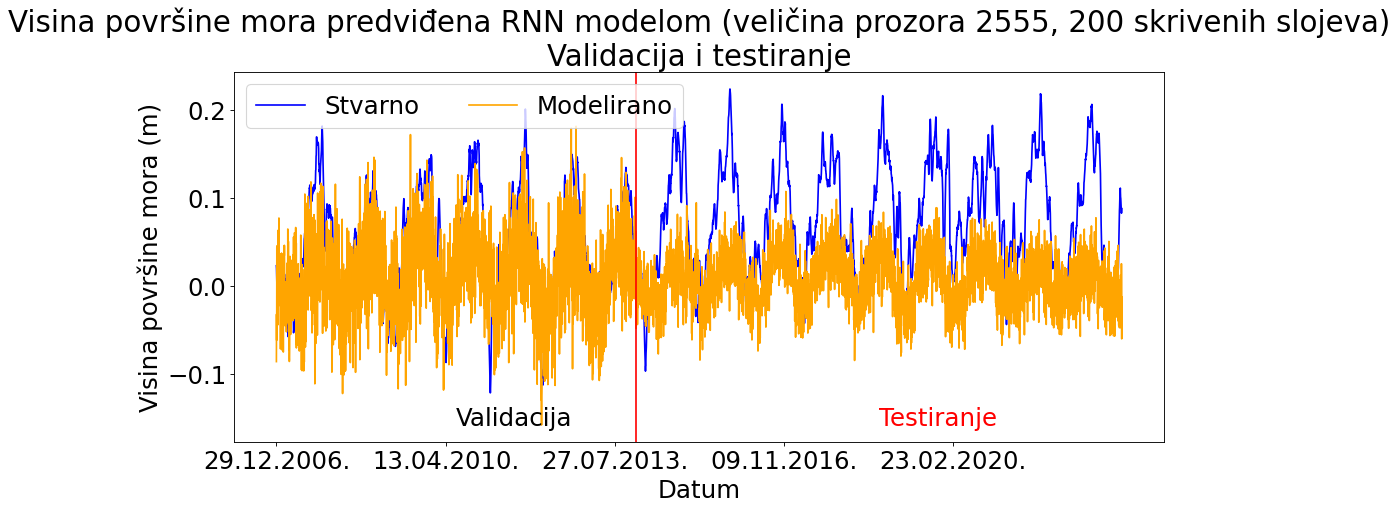 Visina površine mora predviđena RNN modelom (veličina prozora 2555, 200 skrivenih slojeva)
Validacija i testiranje
Stvarno
Modelirano
Visina površine mora (m)
0.2
0.1
0.0
−0.1
Validacija
Testiranje
29.12.2006.
13.04.2010.
27.07.2013.
09.11.2016.
23.02.2020.
Datum